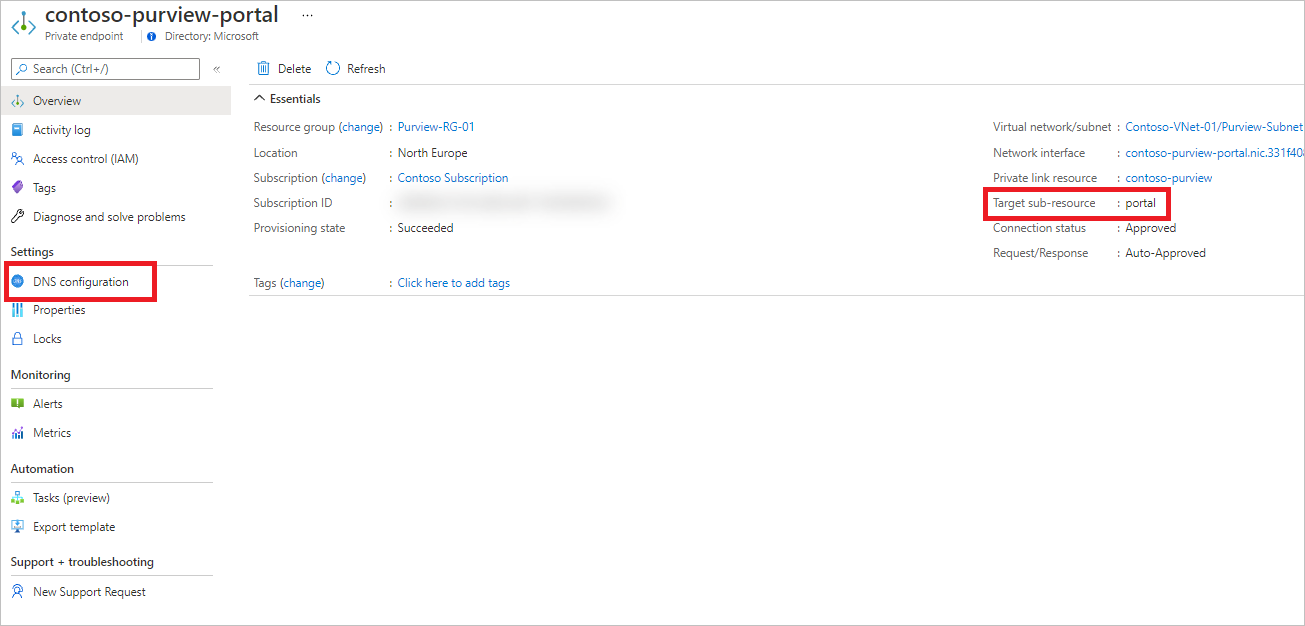 contoso-purview-portal ...
Private endpoint Directory: Microsoft
Search (Ctrl+/) «
Overview
Activity log
Access control (IAM)
Tags
Diagnose and solve problems
Settings
DNS configuration
Properties
Locks
Monitoring
Alerts
Metrics
Automation
Tasks (preview)
Export template
Support + troubleshooting
New Support Request
Delete Refresh
Essentials
Resource group (change) : Purview-RG-01
Location : North Europe
Subscription (change) : Contoso Subscription
Subscription ID :
Provisioning state : Succeeded
Tags (change) : Click here to add tags
Virtual network/subnet : Contoso-VNet-01/Purview-Subnet
Network interface : contoso-purview-portal.nic.331f408
Private link resource : contoso-purview
Target sub-resource : portal
Connection status : Approved
Request/Response : Auto-Approved